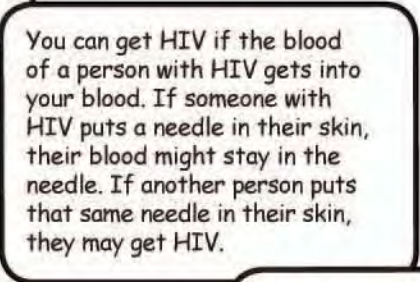 You can get HIV if the blood
of a person with HIV gets into
your blood. If someone with
HIV puts a needle in their skin,
their blood might stay in the
needle. If another person puts
that same needle in their skin,
they may get HIV.